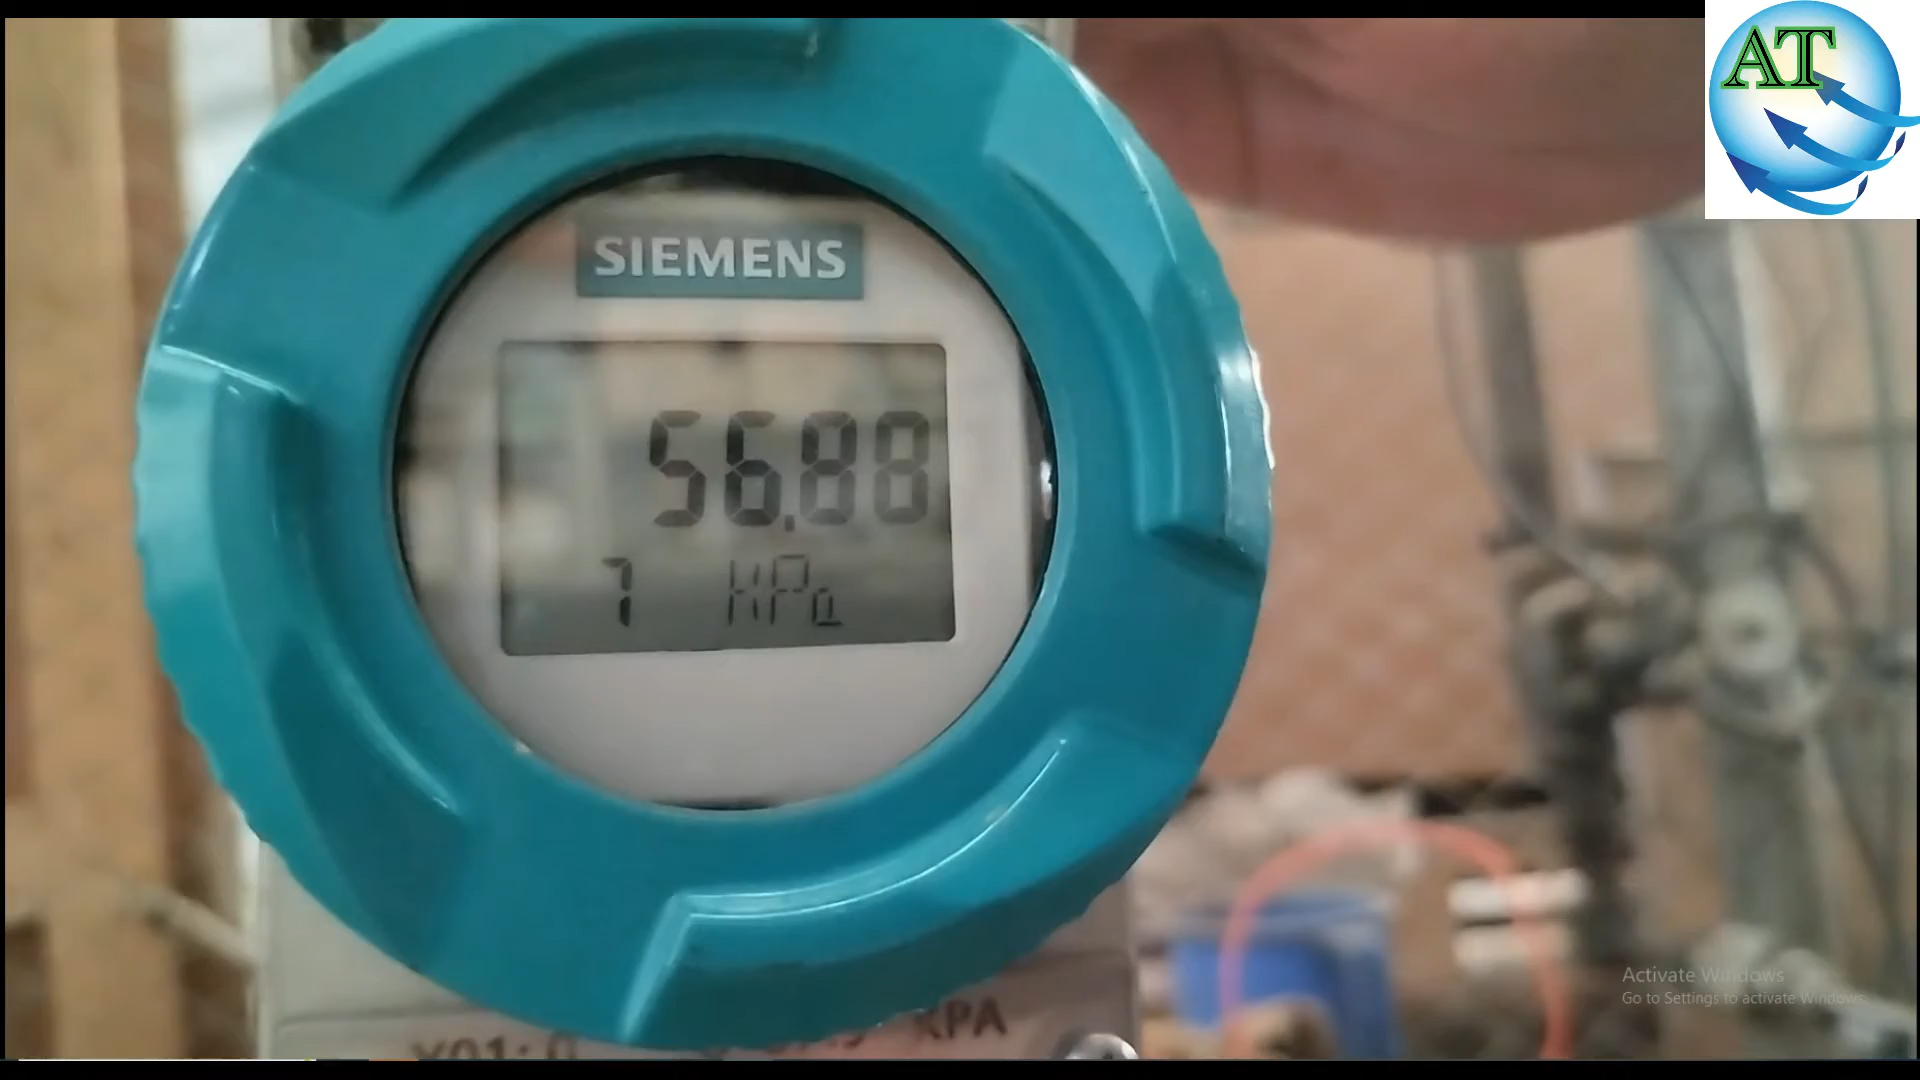 AT
SIEMENS
56.88
7 KPa
KPA
Activate Windows
Go to Settings to activate Windows.